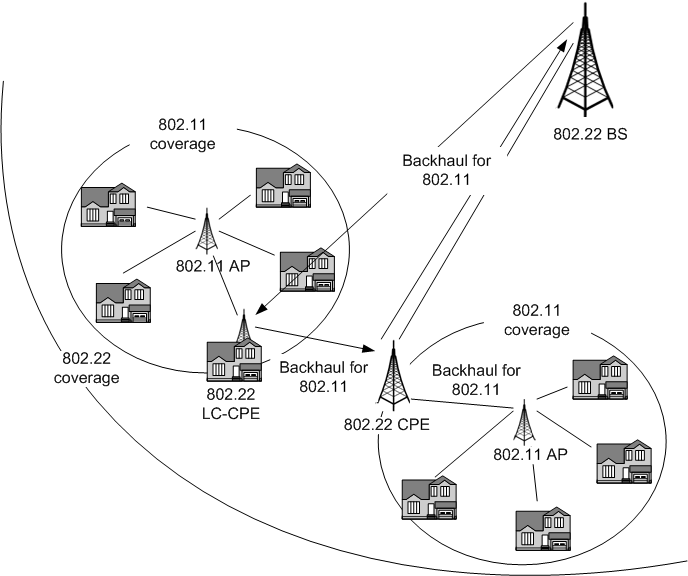 802.22 BS
802.11
coverage
Backhaul for
802.11
802.11 AP
802.11
coverage
802.22
coverage
Backhaul for
802.11
Backhaul for
802.11
802.22
LC-CPE
802.22 CPE
802.11 AP